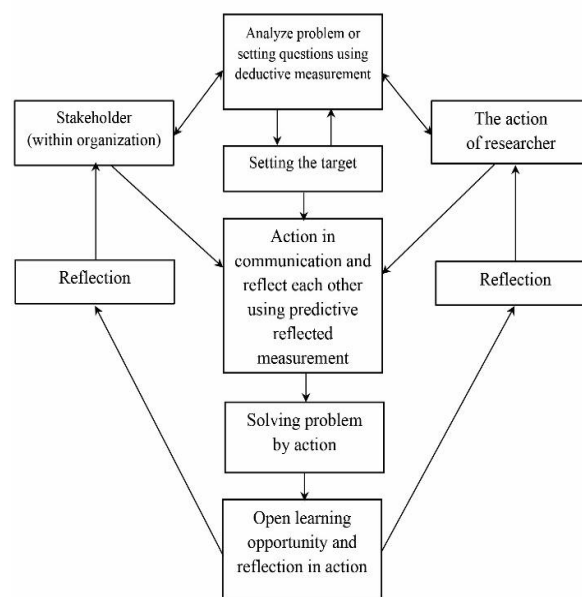 Analyze problem or
setting questions using
deductive measurement
Stakeholder
(within organization)
The action
of researcher
Setting the target
Action in
communication and
reflect each other
using predictive
reflected
measurement
Reflection
Reflection
Solving problem
by action
Open learning
opportunity and
reflection in action